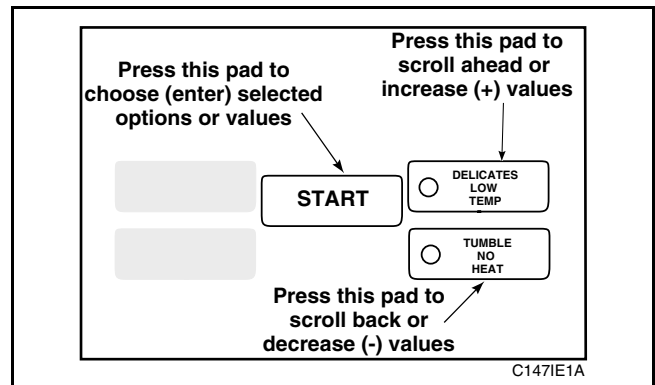 Press this pad to
choose (enter) selected
options or values
Press this pad to
scroll ahead or
increase (+) values
START
DELICATES
LOW
TEMP
TUMBLE
NO
HEAT
Press this pad to
scroll back or
decrease (-) values
C147IE1A